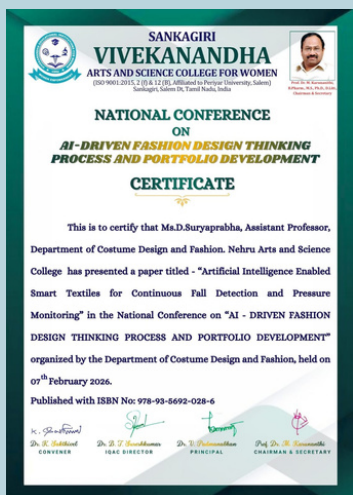 SANKAGIRI
VIVEKANANDHA
ARTS AND SCIENCE COLLEGE FOR WOMEN
(ISO 9001:2015, 2 (f) & 12 (B), Affiliated to Periyar University, Salem)
Sankagiri, Salem Dt, Tamil Nadu, India
Chairman & Secretary
NATIONAL CONFERENCE
ON
AI-DRIVEN FASHION DESIGN THINKING
PROCESS AND PORTFOLIO DEVELOPMENT
CERTIFICATE
This is to certify that Ms.D.Suryaprabha, Assistant Professor,
Department of Costume Design and Fashion. Nehru Arts and Science
College has presented a paper titled - "Artificial Intelligence Enabled
Smart Textiles for Continuous Fall Detection and Pressure
Monitoring" in the National Conference on "AI - DRIVEN FASHION
DESIGN THINKING PROCESS AND PORTFOLIO DEVELOPMENT"
organized by the Department of Costume Design and Fashion, held on
07th February 2026.
Published with ISBN No: 978-93-5692-028-6
CONVENER
IQAC DIRECTOR
PRINCIPAL
CHAIRMAN & SECRETARY